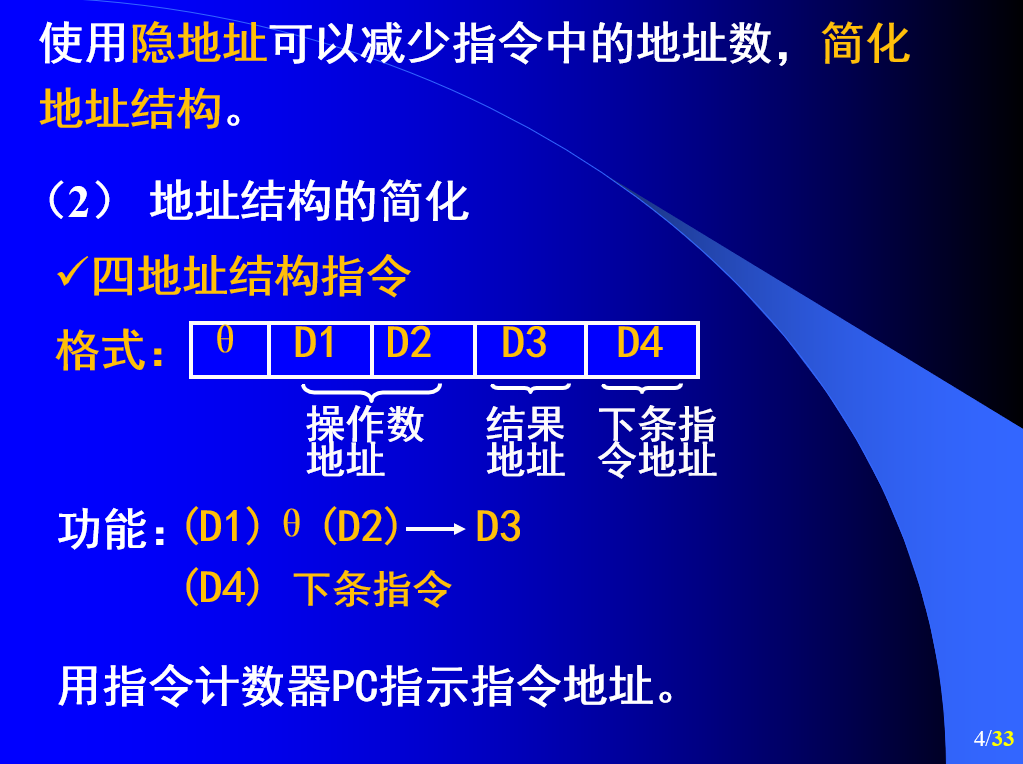 使用隐地址可以减少指令中的地址数，简化
地址结构。
（2） 地址结构的简化
✓四地址结构指令
格式： θ D1 D2 D3 D4
操作数 结果 下条指
地址 地址 令地址
功能：(D1) θ (D2) → D3
(D4) 下条指令
用指令计数器PC指示指令地址。
4/33